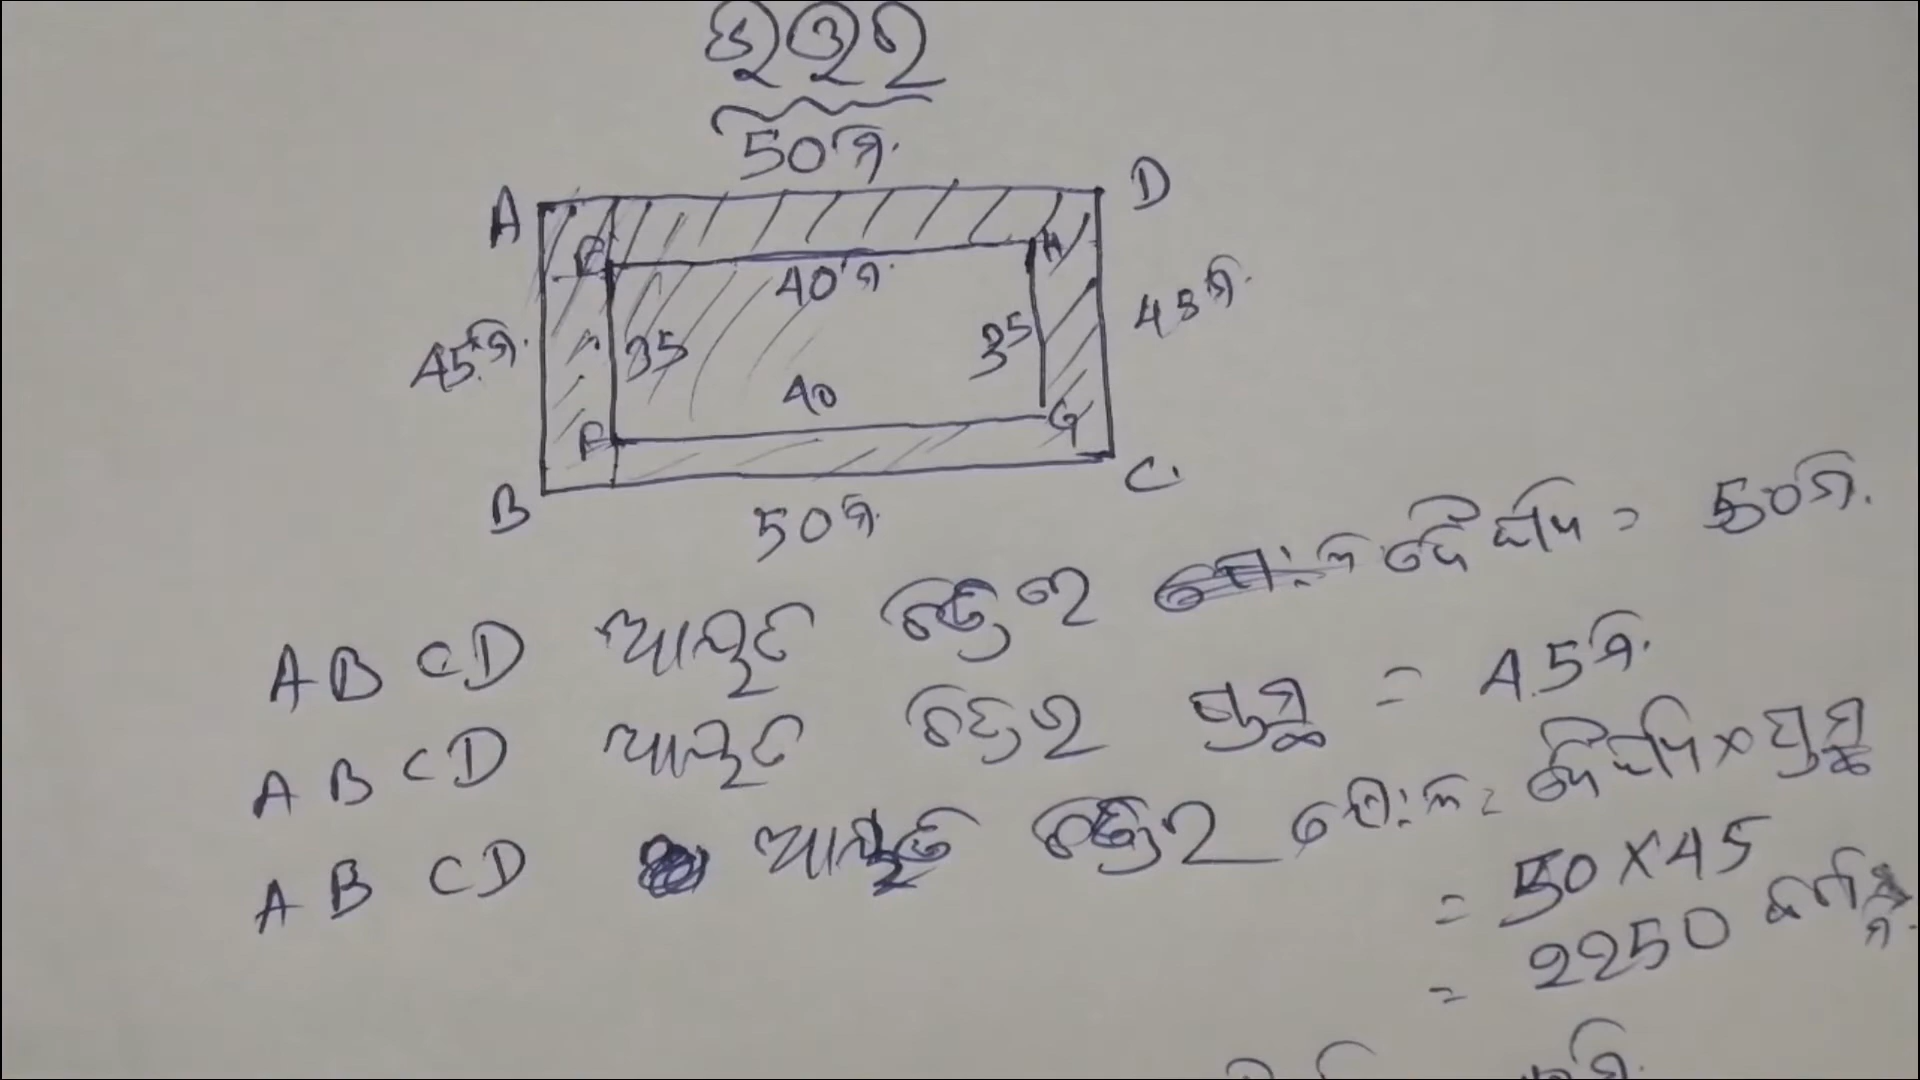 ଉତ୍ତର
50ମି.
A
D
E
H
40ମି.
45ମି.
35
35
45ମି.
40
F
G
B
C.
50ମି.
ABCD ଆୟତ ଚିତ୍ରର ଦୈର୍ଘ୍ୟ = 50ମି.
ABCD ଆୟତ ଚିତ୍ରର ପ୍ରସ୍ଥ = 45ମି.
ABCD ଆୟତ ଚିତ୍ରର କ୍ଷେ:ଫ = ଦୈର୍ଘ୍ୟ × ପ୍ରସ୍ଥ
= 50 × 45
= 2250 ବର୍ଗ ମି.